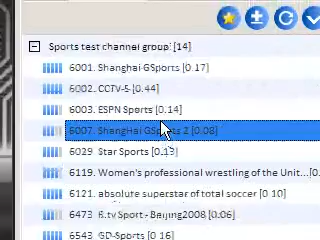 Sports test channel group: [14]
6001. ShangHai GSports [0.17]
6002. CCTV-5 [0.44]
6003. ESPN Sports [0.14]
6007. ShangHai GSports 2 [0.08]
6029 Star Sports [0.13]
6119. Women's professional wrestling of the Unit...[0.
6121. absolute superstar of total soccer [0 10]
6473 R.tv Sport - Beijing2008 [0.06]
6543 GD-Sports [0 16]